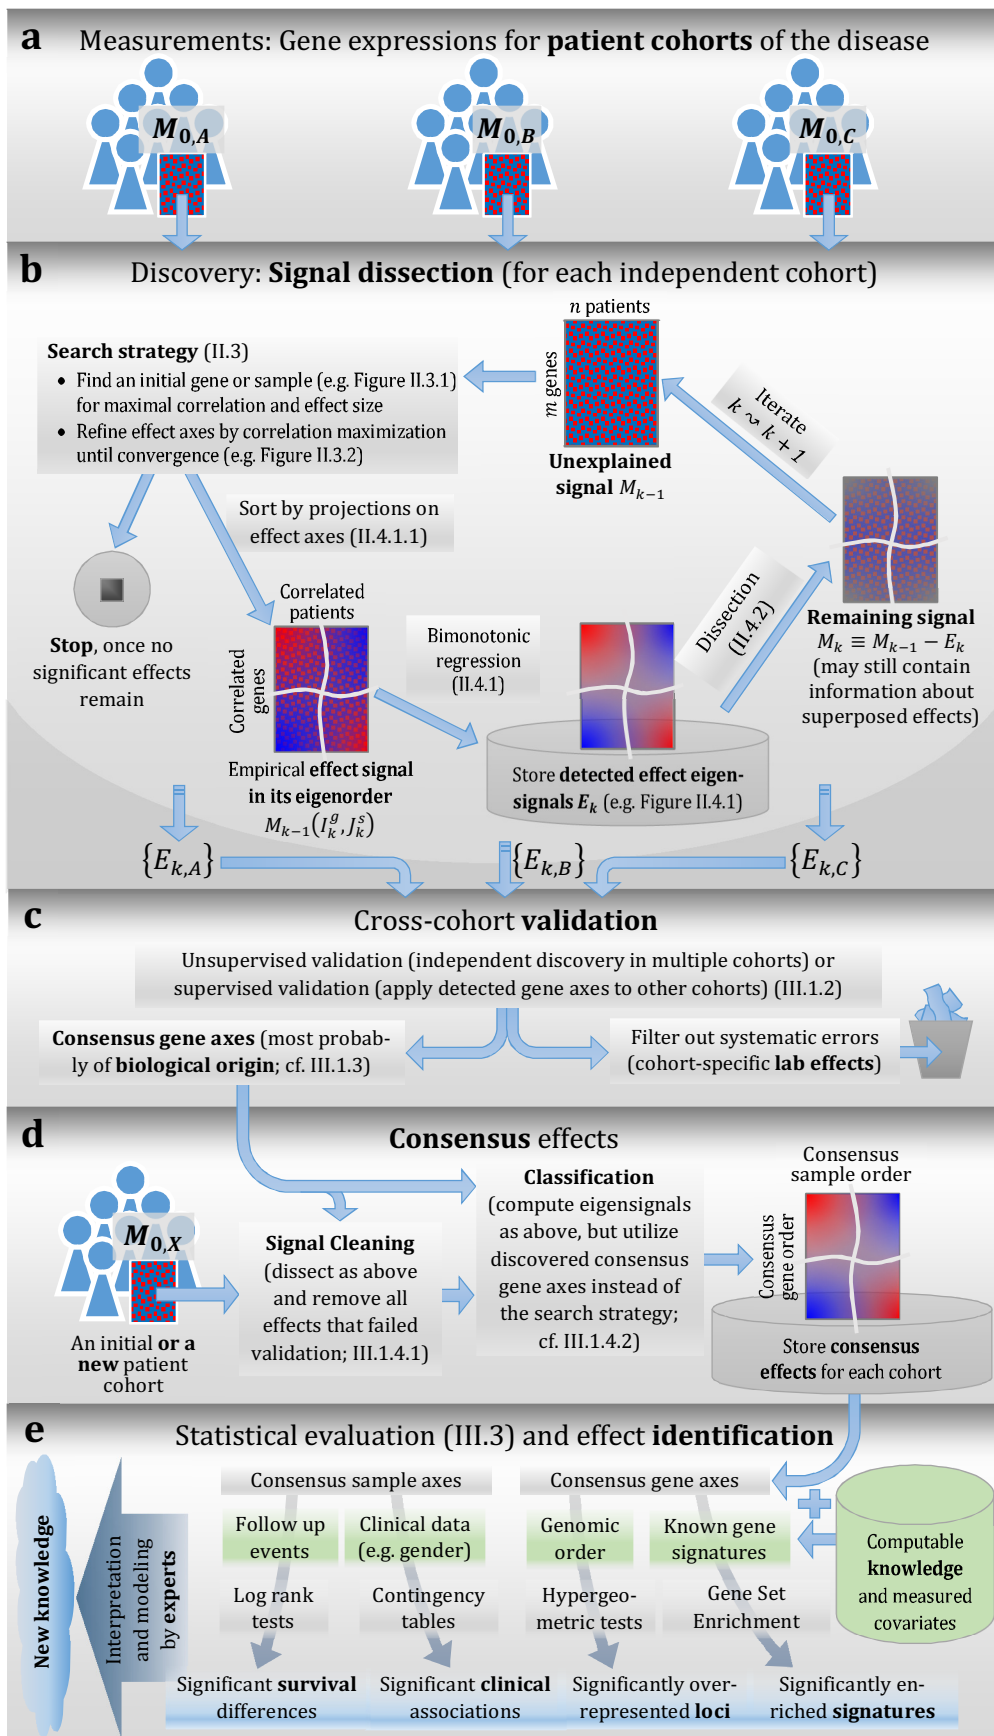 a Measurements: Gene expressions for patient cohorts of the disease
M0,A
M0,B
M0,C
b Discovery: Signal dissection (for each independent cohort)
n patients
m genes
Unexplained
signal Mk−1
Search strategy (II.3)
• Find an initial gene or sample (e.g. Figure II.3.1)
for maximal correlation and effect size
• Refine effect axes by correlation maximization
until convergence (e.g. Figure II.3.2)
Iterate
k ⤳ k + 1
Sort by projections on
effect axes (II.4.1.1)
Stop, once no
significant effects
remain
Correlated
patients
Correlated
genes
Empirical effect signal
in its eigenorder
Mk−1(Ikg, Jks)
Bimonotonic
regression
(II.4.1)
Store detected effect eigen-
signals Ek (e.g. Figure II.4.1)
Dissection
(II.4.2)
Remaining signal
Mk ≡ Mk−1 − Ek
(may still contain
information about
superposed effects)
{Ek,A}
{Ek,B}
{Ek,C}
c Cross-cohort validation
Unsupervised validation (independent discovery in multiple cohorts) or
supervised validation (apply detected gene axes to other cohorts) (III.1.2)
Consensus gene axes (most probab-
ly of biological origin; cf. III.1.3)
Filter out systematic errors
(cohort-specific lab effects)
d Consensus effects
M0,X
An initial or a
new patient
cohort
Signal Cleaning
(dissect as above
and remove all
effects that failed
validation; III.1.4.1)
Classification
(compute eigensignals
as above, but utilize
discovered consensus
gene axes instead of
the search strategy;
cf. III.1.4.2)
Consensus
sample order
Consensus
gene order
Store consensus
effects for each cohort
e Statistical evaluation (III.3) and effect identification
Consensus sample axes
Consensus gene axes
Follow up
events
Clinical data
(e.g. gender)
Genomic
order
Known gene
signatures
Computable
knowledge
and measured
covariates
Log rank
tests
Contingency
tables
Hypergeo-
metric tests
Gene Set
Enrichment
Significant survival
differences
Significant clinical
associations
Significantly over-
represented loci
Significantly en-
riched signatures
Interpretation
and modeling
by experts
New knowledge